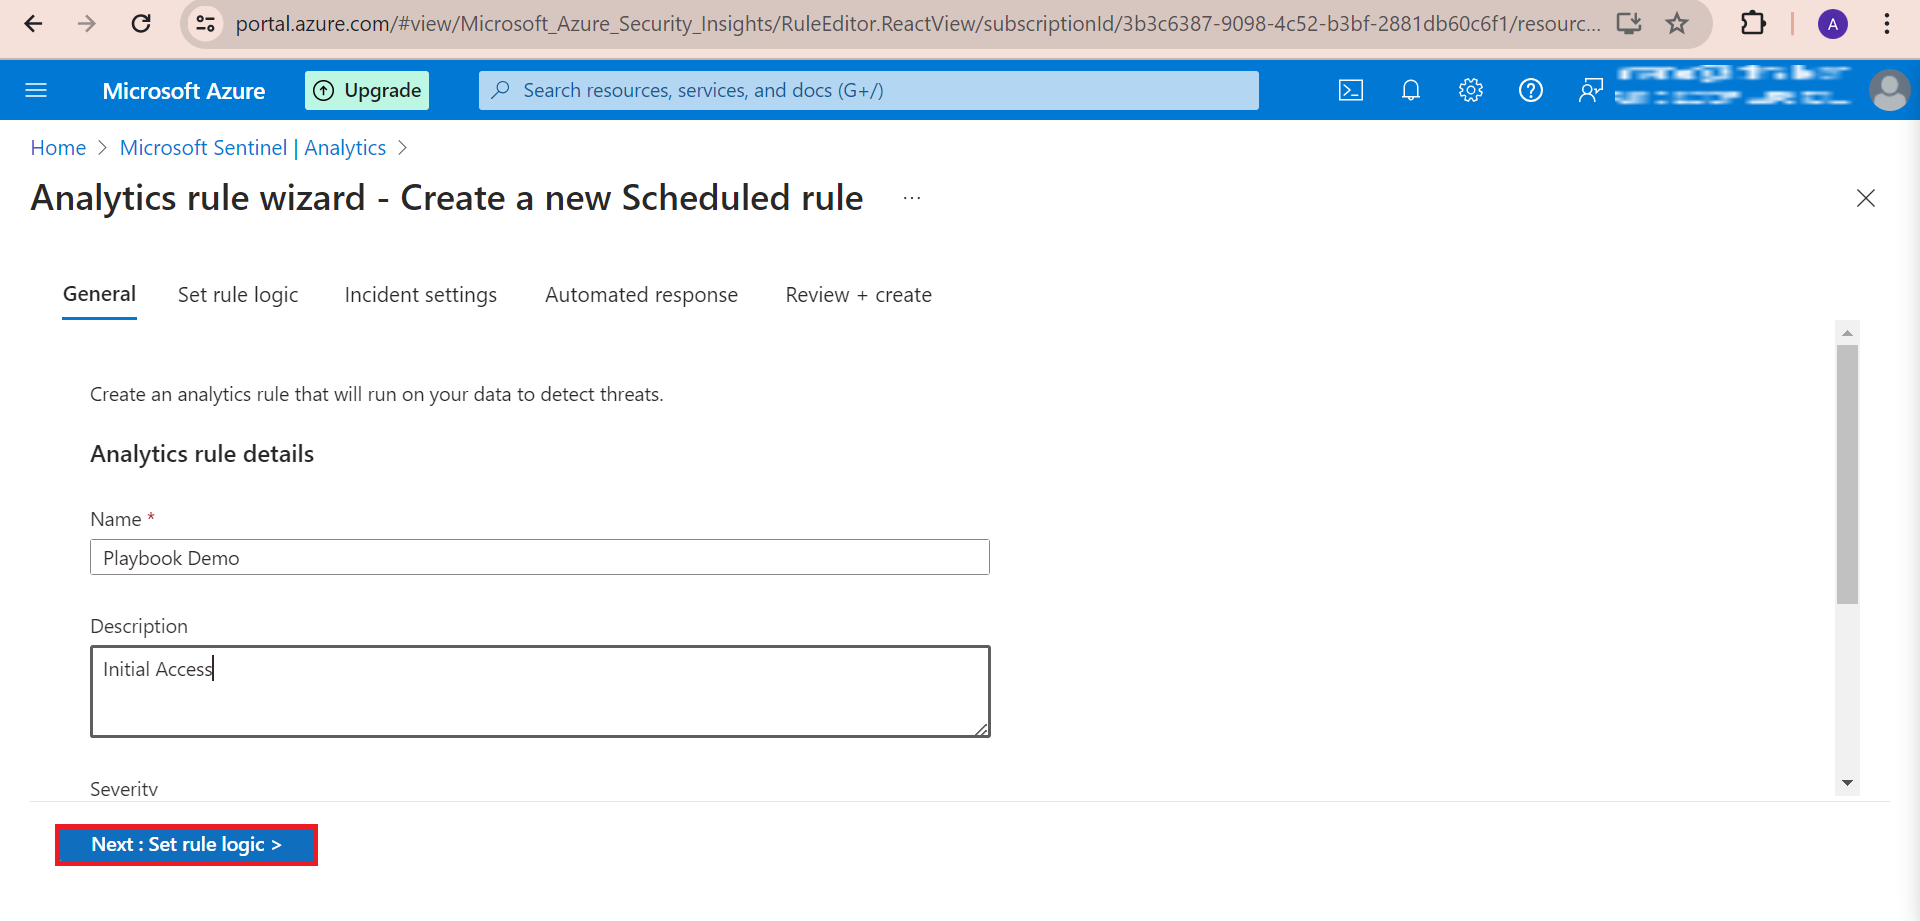 portal.azure.com/#view/Microsoft_Azure_Security_Insights/RuleEditor.ReactView/subscriptionId/3b3c6387-9098-4c52-b3bf-2881db60c6f1/resourc...
A
Microsoft Azure
Upgrade
Search resources, services, and docs (G+/)
Home > Microsoft Sentinel | Analytics >
Analytics rule wizard - Create a new Scheduled rule ...
General Set rule logic Incident settings Automated response Review + create
Create an analytics rule that will run on your data to detect threats.
Analytics rule details
Name *
Playbook Demo
Description
Initial Access
Severity
Next : Set rule logic >